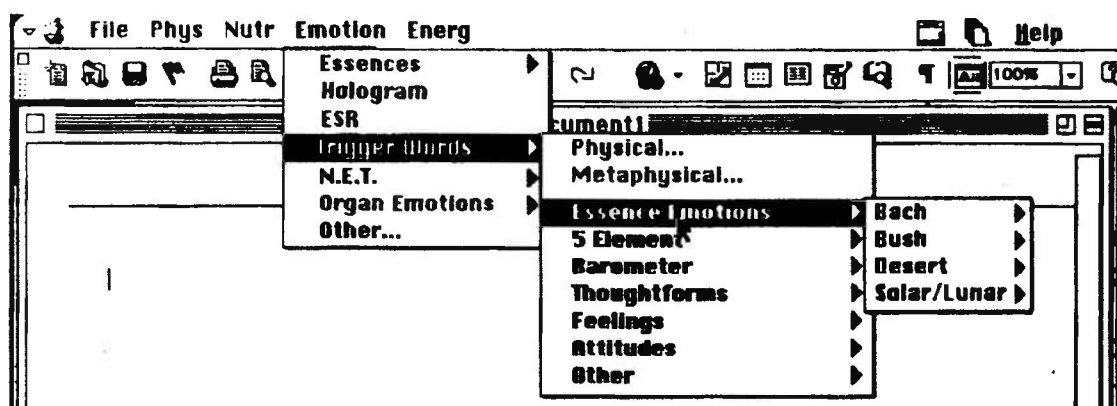 File Phys Nutr Emotion Energ Help
100%
cument1
Essences
Hologram
ESR
Trigger Words
N.E.T.
Organ Emotions
Other...
Physical...
Metaphysical...
Essence Emotions
5 Element
Barometer
Thoughtforms
Feelings
Attitudes
Other
Bach
Bush
Desert
Solar/Lunar